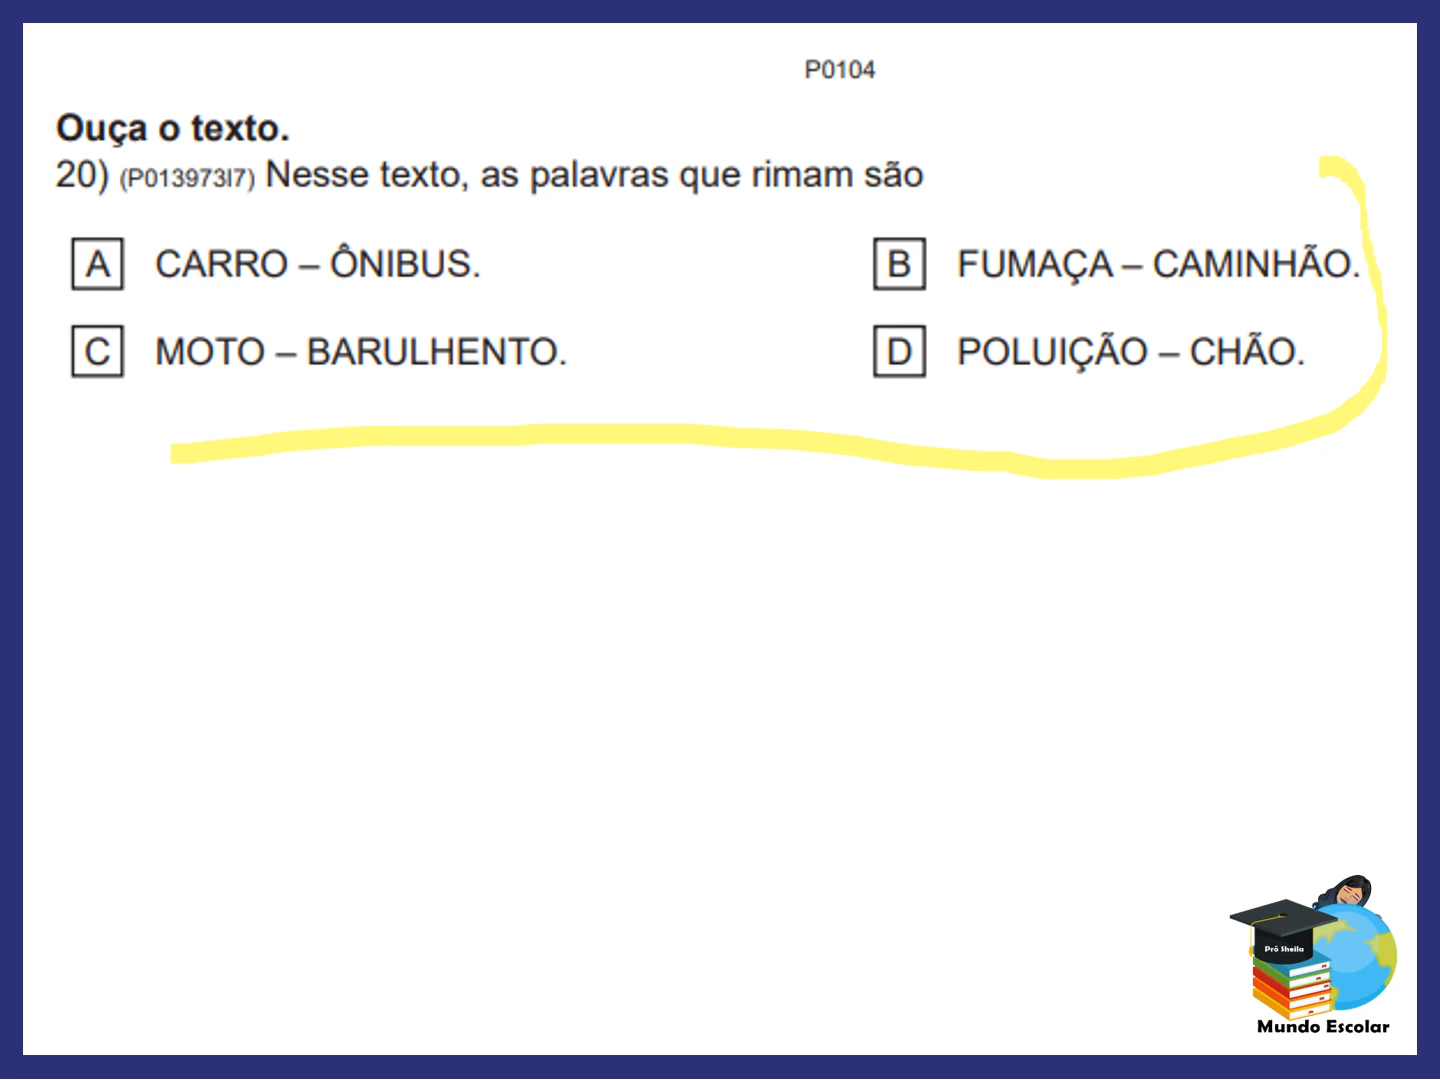 P0104
Ouça o texto.
20) (P013973I7) Nesse texto, as palavras que rimam são
A CARRO – ÔNIBUS.
B FUMAÇA – CAMINHÃO.
C MOTO – BARULHENTO.
D POLUIÇÃO – CHÃO.
Prô Sheila
Mundo Escolar